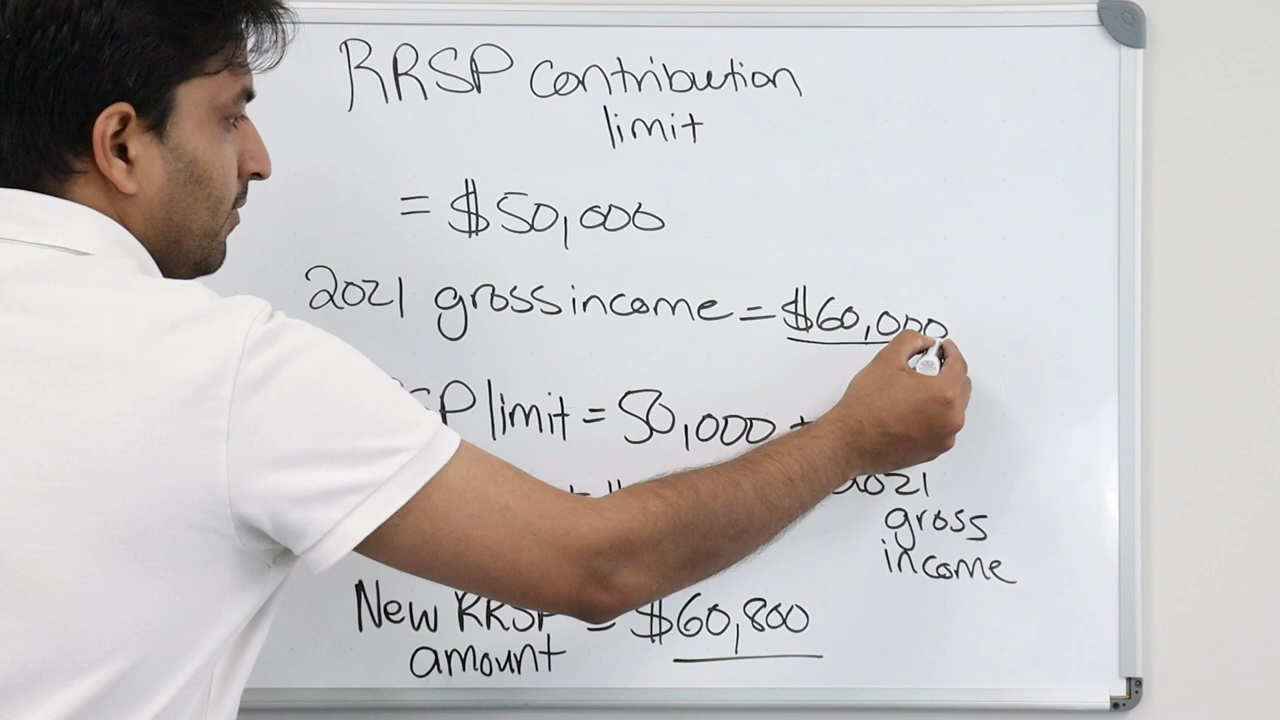 RRSP contribution
limit
= $50,000
2021 gross income = $60,000
limit = 50,000 +
2021
gross
income
New RRSP = $60,800
amount